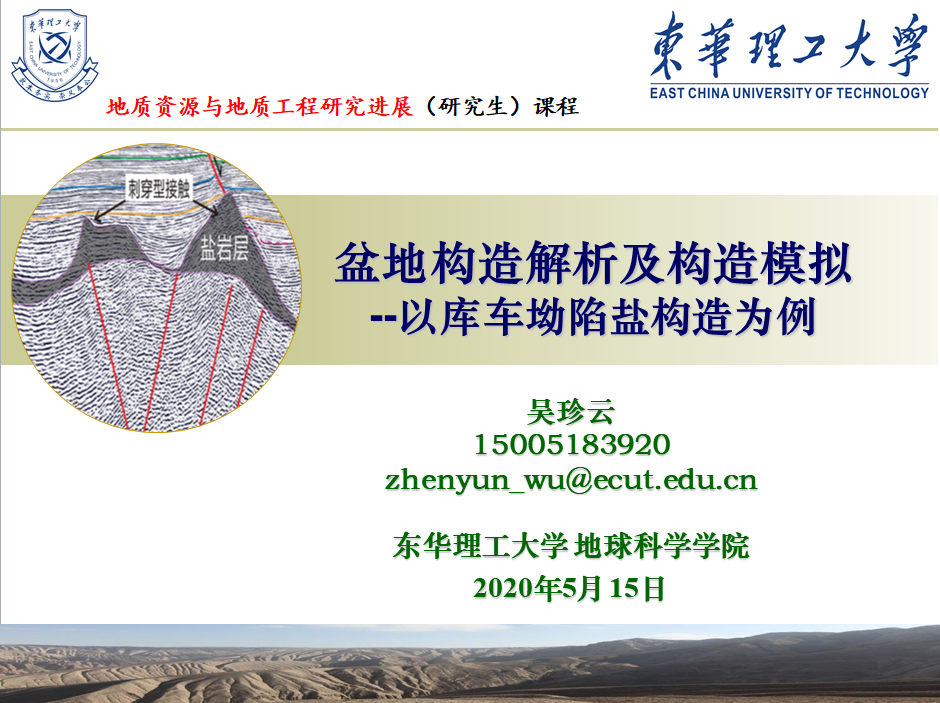 東華理工大學
EAST CHINA UNIVERSITY OF TECHNOLOGY
1956
東華理工大學
EAST CHINA UNIVERSITY OF TECHNOLOGY
地质资源与地质工程研究进展（研究生）课程
刺穿型接触
盐岩层
盆地构造解析及构造模拟
--以库车坳陷盐构造为例
吴珍云
15005183920
zhenyun_wu@ecut.edu.cn
东华理工大学 地球科学学院
2020年5月 15日